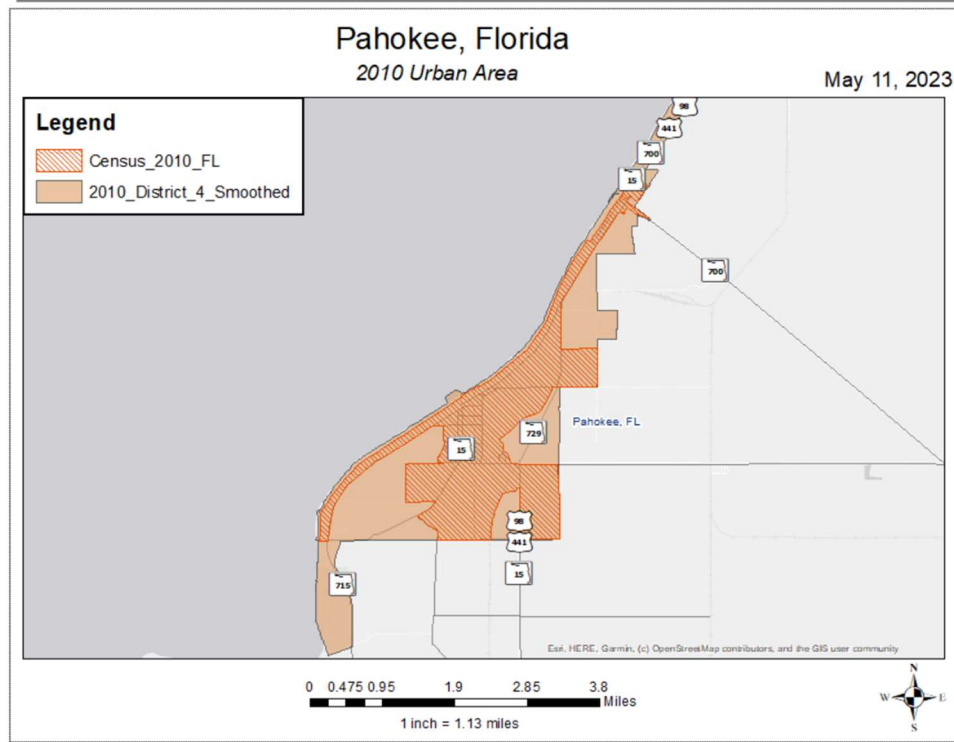 Pahokee, Florida
2010 Urban Area
May 11, 2023
Legend
Census_2010_FL
2010_District_4_Smoothed
98
441
700
15
700
Pahokee, FL
729
15
98
441
15
715
Esri, HERE, Garmin, (c) OpenStreetMap contributors, and the GIS user community
0 0.475 0.95 1.9 2.85 3.8
Miles
1 inch = 1.13 miles
N
W E
S